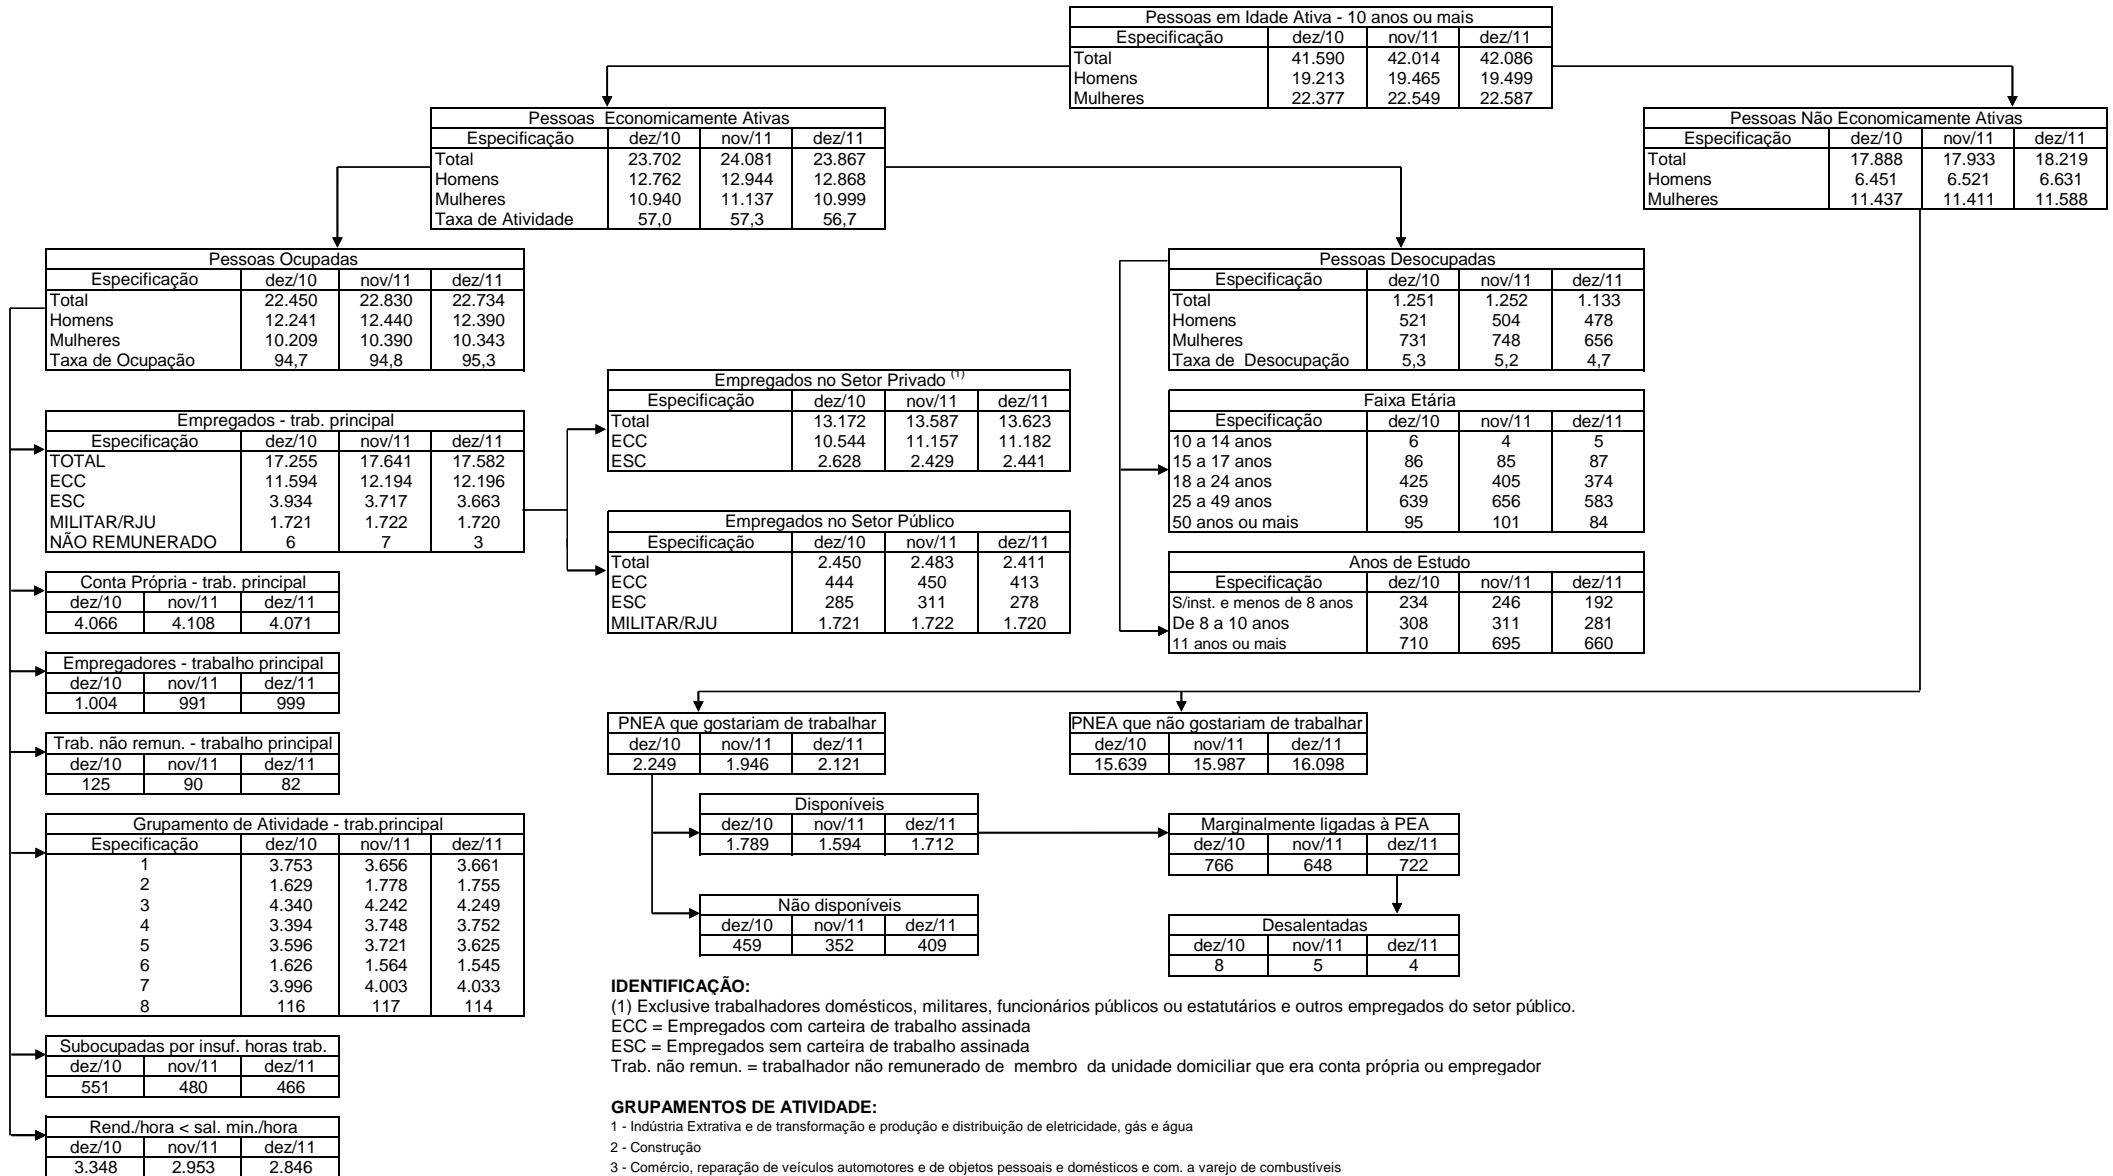 Pessoas em Idade Ativa - 10 anos ou mais
Especificação dez/10 nov/11 dez/11
Total 41.590 42.014 42.086
Homens 19.213 19.465 19.499
Mulheres 22.377 22.549 22.587
Pessoas Economicamente Ativas
Especificação dez/10 nov/11 dez/11
Total 23.702 24.081 23.867
Homens 12.762 12.944 12.868
Mulheres 10.940 11.137 10.999
Taxa de Atividade 57,0 57,3 56,7
Pessoas Não Economicamente Ativas
Especificação dez/10 nov/11 dez/11
Total 17.888 17.933 18.219
Homens 6.451 6.521 6.631
Mulheres 11.437 11.411 11.588
Pessoas Ocupadas
Especificação dez/10 nov/11 dez/11
Total 22.450 22.830 22.734
Homens 12.241 12.440 12.390
Mulheres 10.209 10.390 10.343
Taxa de Ocupação 94,7 94,8 95,3
Pessoas Desocupadas
Especificação dez/10 nov/11 dez/11
Total 1.251 1.252 1.133
Homens 521 504 478
Mulheres 731 748 656
Taxa de Desocupação 5,3 5,2 4,7
Empregados - trab. principal
Especificação dez/10 nov/11 dez/11
TOTAL 17.255 17.641 17.582
ECC 11.594 12.194 12.196
ESC 3.934 3.717 3.663
MILITAR/RJU 1.721 1.722 1.720
NÃO REMUNERADO 6 7 3
Empregados no Setor Privado (1)
Especificação dez/10 nov/11 dez/11
Total 13.172 13.587 13.623
ECC 10.544 11.157 11.182
ESC 2.628 2.429 2.441
Empregados no Setor Público
Especificação dez/10 nov/11 dez/11
Total 2.450 2.483 2.411
ECC 444 450 413
ESC 285 311 278
MILITAR/RJU 1.721 1.722 1.720
Faixa Etária
Especificação dez/10 nov/11 dez/11
10 a 14 anos 6 4 5
15 a 17 anos 86 85 87
18 a 24 anos 425 405 374
25 a 49 anos 639 656 583
50 anos ou mais 95 101 84
Anos de Estudo
Especificação dez/10 nov/11 dez/11
S/inst. e menos de 8 anos 234 246 192
De 8 a 10 anos 308 311 281
11 anos ou mais 710 695 660
Conta Própria - trab. principal
dez/10 nov/11 dez/11
4.066 4.108 4.071
Empregadores - trabalho principal
dez/10 nov/11 dez/11
1.004 991 999
Trab. não remun. - trabalho principal
dez/10 nov/11 dez/11
125 90 82
Grupamento de Atividade - trab.principal
Especificação dez/10 nov/11 dez/11
1 3.753 3.656 3.661
2 1.629 1.778 1.755
3 4.340 4.242 4.249
4 3.394 3.748 3.752
5 3.596 3.721 3.625
6 1.626 1.564 1.545
7 3.996 4.003 4.033
8 116 117 114
Subocupadas por insuf. horas trab.
dez/10 nov/11 dez/11
551 480 466
Rend./hora < sal. min./hora
dez/10 nov/11 dez/11
3.348 2.953 2.846
PNEA que gostariam de trabalhar
dez/10 nov/11 dez/11
2.249 1.946 2.121
PNEA que não gostariam de trabalhar
dez/10 nov/11 dez/11
15.639 15.987 16.098
Disponíveis
dez/10 nov/11 dez/11
1.789 1.594 1.712
Marginalmente ligadas à PEA
dez/10 nov/11 dez/11
766 648 722
Não disponíveis
dez/10 nov/11 dez/11
459 352 409
Desalentadas
dez/10 nov/11 dez/11
8 5 4
IDENTIFICAÇÃO:
(1) Exclusive trabalhadores domésticos, militares, funcionários públicos ou estatutários e outros empregados do setor público.
ECC = Empregados com carteira de trabalho assinada
ESC = Empregados sem carteira de trabalho assinada
Trab. não remun. = trabalhador não remunerado de membro da unidade domiciliar que era conta própria ou empregador
GRUPAMENTOS DE ATIVIDADE:
1 - Indústria Extrativa e de transformação e produção e distribuição de eletricidade, gás e água
2 - Construção
3 - Comércio, reparação de veículos automotores e de objetos pessoais e domésticos e com. a varejo de combustíveis